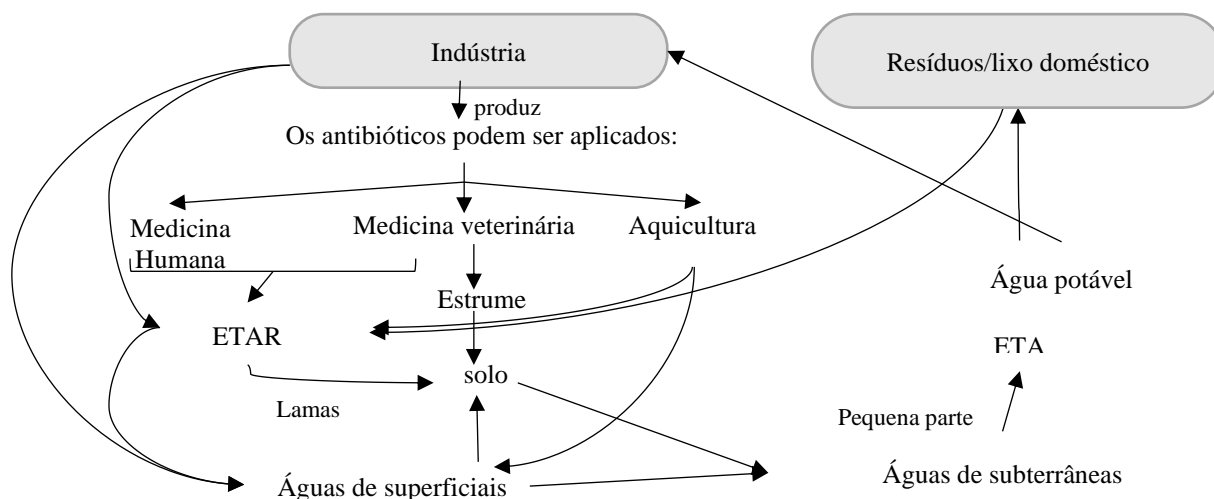 Indústria
Resíduos/lixo doméstico
produz
Os antibióticos podem ser aplicados:
Medicina
Humana
Medicina veterinária
Aquicultura
Água potável
Estrume
ETAR
ETA
solo
Lamas
Pequena parte
Águas de superficiais
Águas de subterrâneas